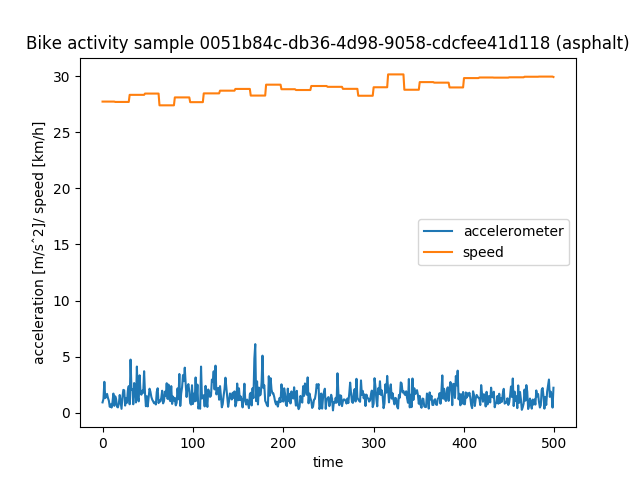 Bike activity sample 0051b84c-db36-4d98-9058-cdcfee41d118 (asphalt)
acceleration [m/s^2]/ speed [km/h]
30
25
20
15
10
5
0
accelerometer
speed
0 100 200 300 400 500
time